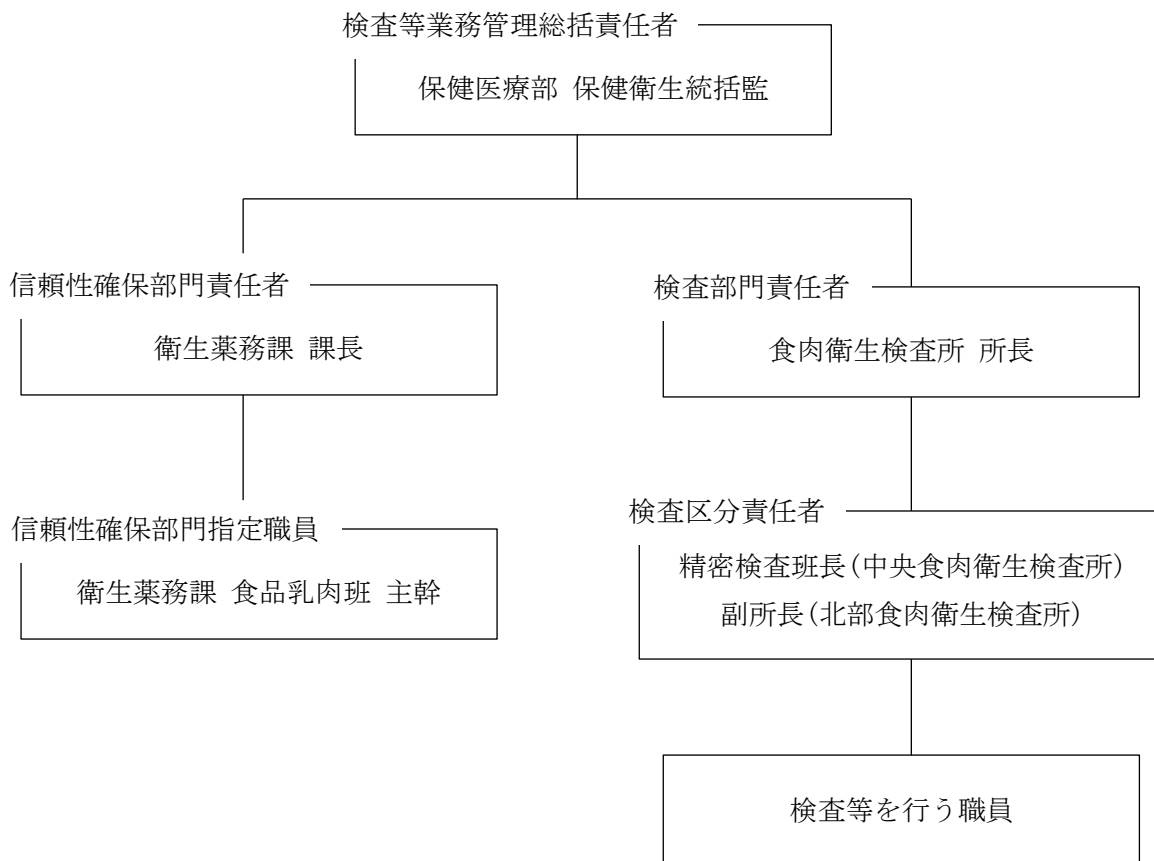 検査等業務管理総括責任者
保健医療部 保健衛生統括監
信頼性確保部門責任者
衛生薬務課 課長
検査部門責任者
食肉衛生検査所 所長
信頼性確保部門指定職員
衛生薬務課 食品乳肉班 主幹
検査区分責任者
精密検査班長(中央食肉衛生検査所)
副所長(北部食肉衛生検査所)
検査等を行う職員